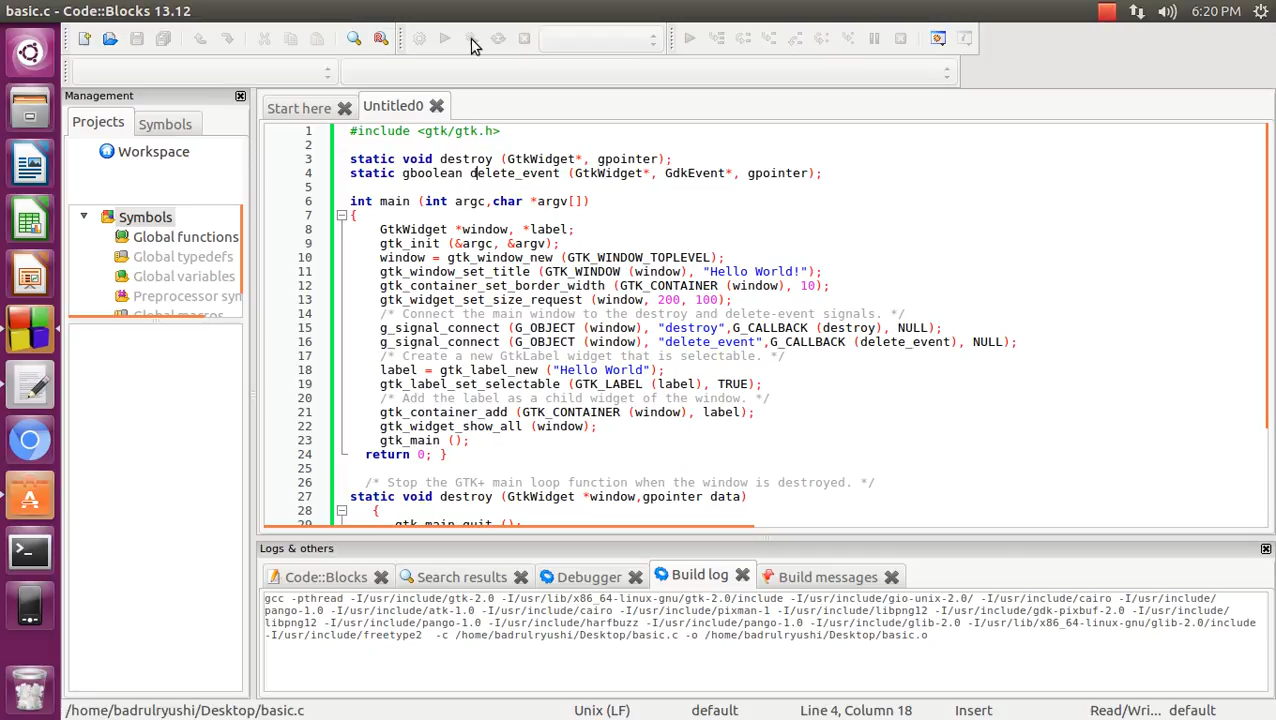 basic.c - Code::Blocks 13.12
6:20 PM
Management
Projects
Symbols
Workspace
Symbols
Global functions
Global typedefs
Global variables
Preprocessor syn
Global macros
Start here
Untitled0
1 #include <gtk/gtk.h>
2
3 static void destroy (GtkWidget*, gpointer);
4 static gboolean delete_event (GtkWidget*, GdkEvent*, gpointer);
5
6 int main (int argc,char *argv[])
7 {
8 GtkWidget *window, *label;
9 gtk_init (&argc, &argv);
10 window = gtk_window_new (GTK_WINDOW_TOPLEVEL);
11 gtk_window_set_title (GTK_WINDOW (window), "Hello World!");
12 gtk_container_set_border_width (GTK_CONTAINER (window), 10);
13 gtk_widget_set_size_request (window, 200, 100);
14 /* Connect the main window to the destroy and delete-event signals. */
15 g_signal_connect (G_OBJECT (window), "destroy",G_CALLBACK (destroy), NULL);
16 g_signal_connect (G_OBJECT (window), "delete_event",G_CALLBACK (delete_event), NULL);
17 /* Create a new GtkLabel widget that is selectable. */
18 label = gtk_label_new ("Hello World");
19 gtk_label_set_selectable (GTK_LABEL (label), TRUE);
20 /* Add the label as a child widget of the window. */
21 gtk_container_add (GTK_CONTAINER (window), label);
22 gtk_widget_show_all (window);
23 gtk_main ();
24 return 0; }
25
26 /* Stop the GTK+ main loop function when the window is destroyed. */
27 static void destroy (GtkWidget *window,gpointer data)
28 {
29 gtk_main_quit ();
Logs & others
Code::Blocks
Search results
Debugger
Build log
Build messages
gcc -pthread -I/usr/include/gtk-2.0 -I/usr/lib/x86_64-linux-gnu/gtk-2.0/include -I/usr/include/gio-unix-2.0/ -I/usr/include/cairo -I/usr/include/
pango-1.0 -I/usr/include/atk-1.0 -I/usr/include/cairo -I/usr/include/pixman-1 -I/usr/include/libpng12 -I/usr/include/gdk-pixbuf-2.0 -I/usr/include/
libpng12 -I/usr/include/pango-1.0 -I/usr/include/harfbuzz -I/usr/include/pango-1.0 -I/usr/include/glib-2.0 -I/usr/lib/x86_64-linux-gnu/glib-2.0/include
-I/usr/include/freetype2 -c /home/badrulryushi/Desktop/basic.c -o /home/badrulryushi/Desktop/basic.o
/home/badrulryushi/Desktop/basic.c
Unix (LF)
default
Line 4, Column 18
Insert
Read/Wri...
default